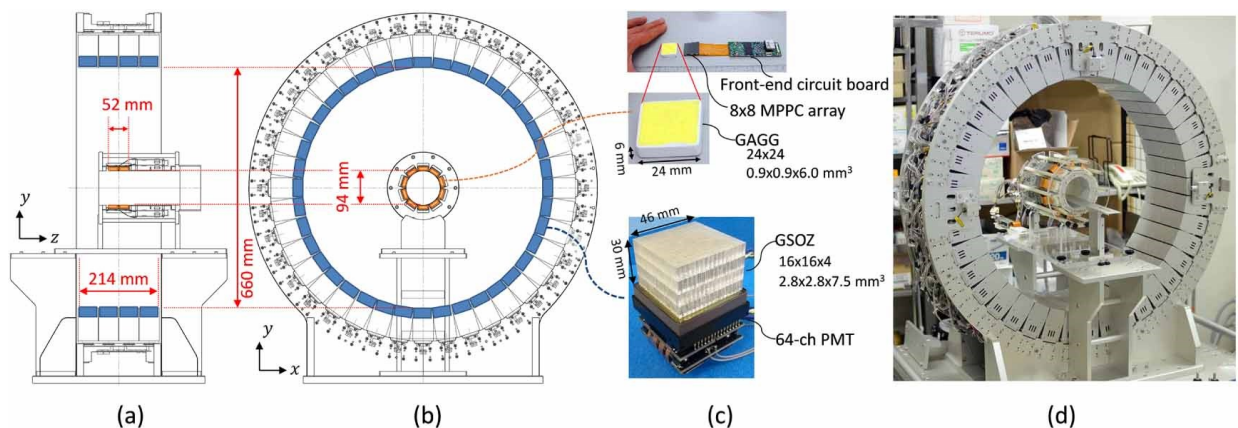 52 mm
94 mm
660 mm
214 mm
y
z
y
x
Front-end circuit board
8x8 MPPC array
GAGG
24x24
0.9x0.9x6.0 mm³
6 mm
24 mm
46 mm
30 mm
GSOZ
16x16x4
2.8x2.8x7.5 mm³
64-ch PMT
TERUMO
(a)
(b)
(c)
(d)